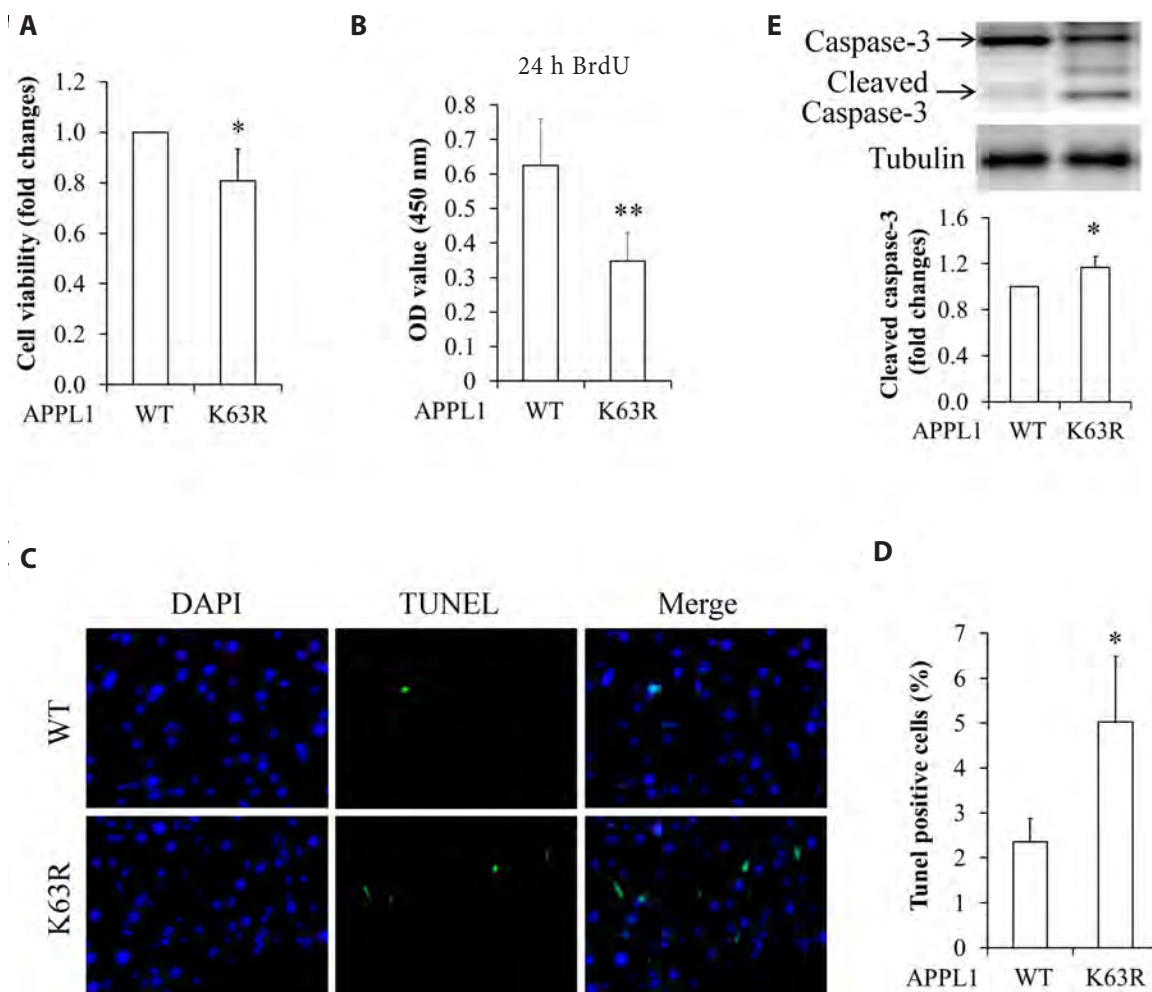 A
Cell viability (fold changes)
1.2
1.0
0.8
0.6
0.4
0.2
0.0
*
APPL1 WT K63R
B
24 h BrdU
OD value (450 nm)
0.8
0.7
0.6
0.5
0.4
0.3
0.2
0.1
0
**
APPL1 WT K63R
E
Caspase-3
Cleaved
Caspase-3
Tubulin
Cleaved caspase-3
(fold changes)
1.6
1.2
0.8
0.4
0.0
*
APPL1 WT K63R
C
DAPI TUNEL Merge
WT
K63R
D
Tunel positive cells (%)
7
6
5
4
3
2
1
0
*
APPL1 WT K63R